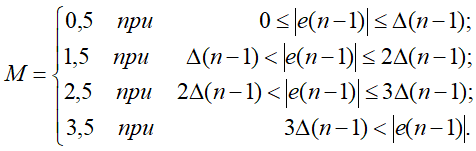 M = { 0,5 при 0 ≤ |e(n−1)| ≤ Δ(n−1);
1,5 при Δ(n−1) < |e(n−1)| ≤ 2Δ(n−1);
2,5 при 2Δ(n−1) < |e(n−1)| ≤ 3Δ(n−1);
3,5 при 3Δ(n−1) < |e(n−1)|.